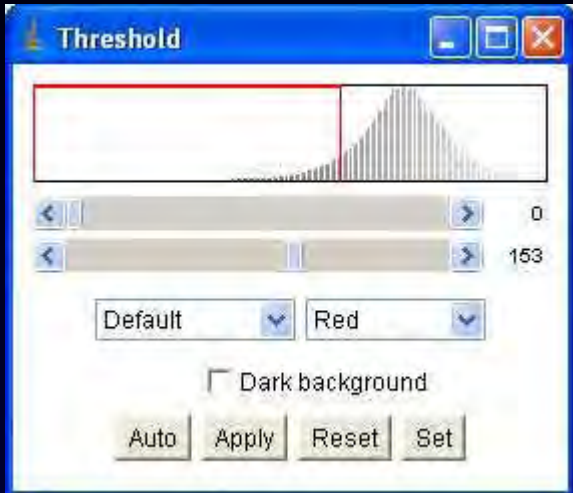 Threshold
0
153
Default Red
Dark background
Auto Apply Reset Set